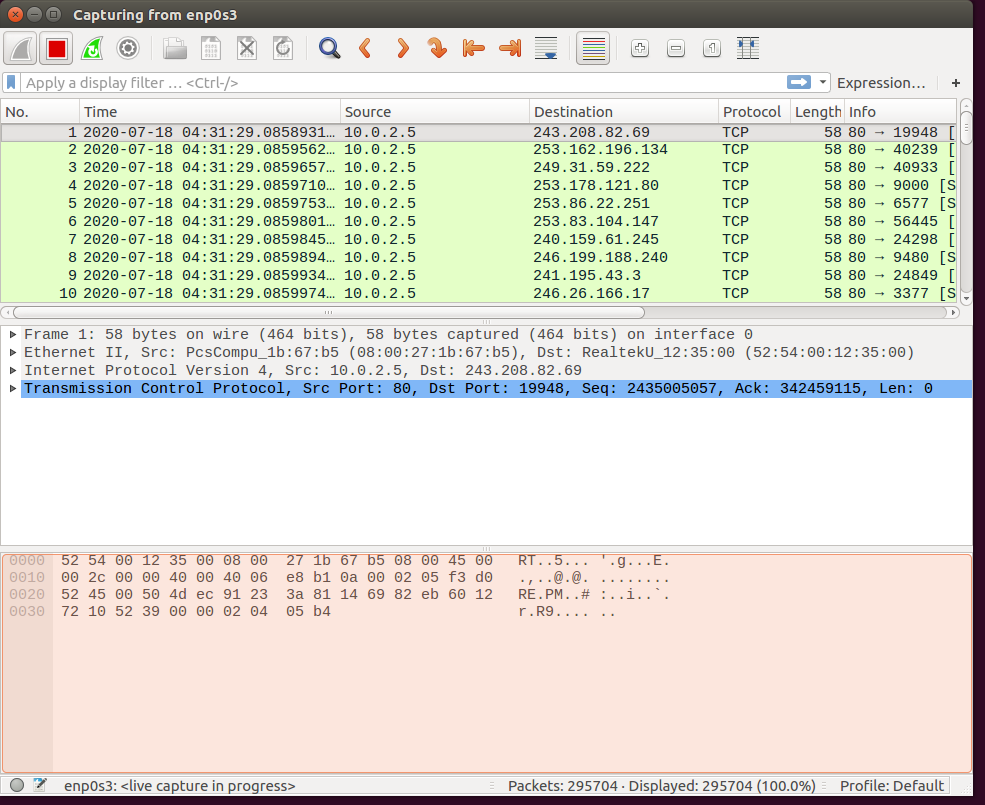 Capturing from enp0s3
Apply a display filter … <Ctrl-/>
Expression…
+
No. Time Source Destination Protocol Length Info
1 2020-07-18 04:31:29.0858931… 10.0.2.5 243.208.82.69 TCP 58 80 → 19948 [
2 2020-07-18 04:31:29.0859562… 10.0.2.5 253.162.196.134 TCP 58 80 → 40239 [
3 2020-07-18 04:31:29.0859657… 10.0.2.5 249.31.59.222 TCP 58 80 → 40933 [
4 2020-07-18 04:31:29.0859710… 10.0.2.5 253.178.121.80 TCP 58 80 → 9000 [S
5 2020-07-18 04:31:29.0859753… 10.0.2.5 253.86.22.251 TCP 58 80 → 6577 [S
6 2020-07-18 04:31:29.0859801… 10.0.2.5 253.83.104.147 TCP 58 80 → 56445 [
7 2020-07-18 04:31:29.0859845… 10.0.2.5 240.159.61.245 TCP 58 80 → 24298 [
8 2020-07-18 04:31:29.0859894… 10.0.2.5 246.199.188.240 TCP 58 80 → 9480 [S
9 2020-07-18 04:31:29.0859934… 10.0.2.5 241.195.43.3 TCP 58 80 → 24849 [
10 2020-07-18 04:31:29.0859974… 10.0.2.5 246.26.166.17 TCP 58 80 → 3377 [S
Frame 1: 58 bytes on wire (464 bits), 58 bytes captured (464 bits) on interface 0
Ethernet II, Src: PcsCompu_1b:67:b5 (08:00:27:1b:67:b5), Dst: RealtekU_12:35:00 (52:54:00:12:35:00)
Internet Protocol Version 4, Src: 10.0.2.5, Dst: 243.208.82.69
Transmission Control Protocol, Src Port: 80, Dst Port: 19948, Seq: 2435005057, Ack: 342459115, Len: 0
0000 52 54 00 12 35 00 08 00 27 1b 67 b5 08 00 45 00 RT..5... '.g...E.
0010 00 2c 00 00 40 00 40 06 e8 b1 0a 00 02 05 f3 d0 .,..@.@. ........
0020 52 45 00 50 4d ec 91 23 3a 81 14 69 82 eb 60 12 RE.PM..# :..i..`.
0030 72 10 52 39 00 00 02 04 05 b4 r.R9.... ..
enp0s3: <live capture in progress>
Packets: 295704 · Displayed: 295704 (100.0%)
Profile: Default